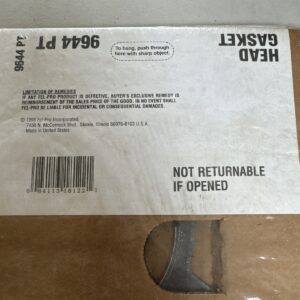 9644 PT
9644 PT
To hang, punch through
here with sharp object.
HEAD
GASKET
LIMITATION OF REMEDIES
IF ANY FEL-PRO PRODUCT IS DEFECTIVE, BUYER'S EXCLUSIVE REMEDY IS
REIMBURSEMENT OF THE SALES PRICE OF THE GOOD. IN NO EVENT SHALL
FEL-PRO BE LIABLE FOR INCIDENTAL OR CONSEQUENTIAL DAMAGES.
Fel-Pro Incorporated
7450 N. McCormick Blvd., Skokie, Illinois 60076-8103 U.S.A.
Made in United States
NOT RETURNABLE
IF OPENED